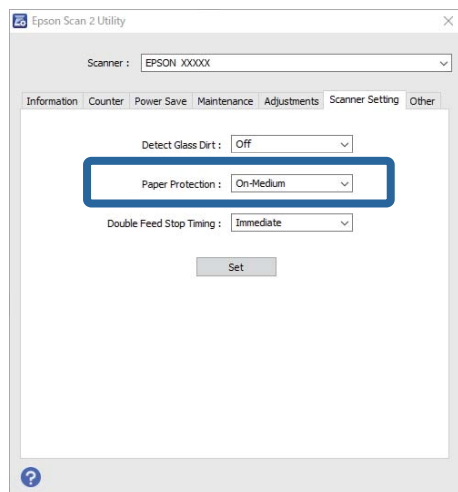 Epson Scan 2 Utility
Scanner : EPSON XXXXX
Information Counter Power Save Maintenance Adjustments Scanner Setting Other
Detect Glass Dirt : Off
Paper Protection : On-Medium
Double Feed Stop Timing : Immediate
Set
?